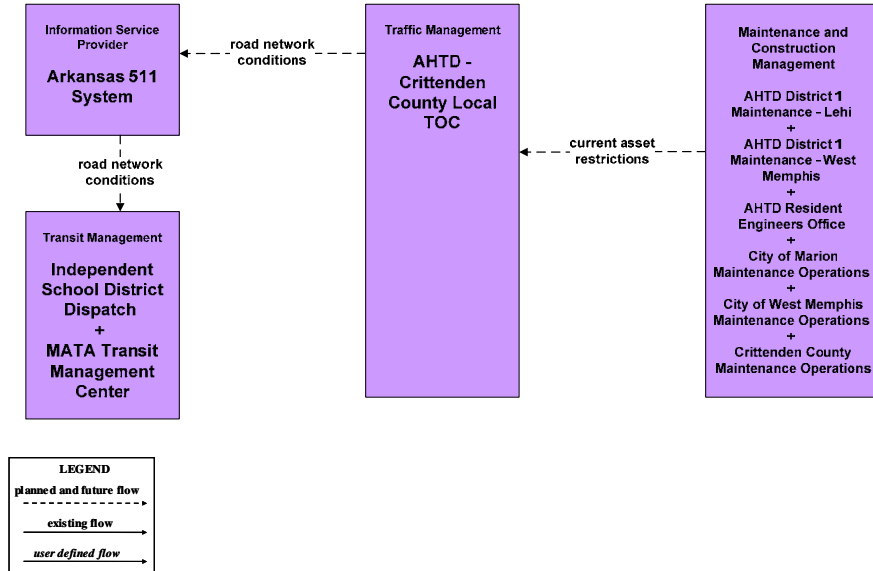 Information Service
Provider
Arkansas 511
System
road network
conditions
Traffic Management
AHTD -
Crittenden
County Local
TOC
current asset
restrictions
Maintenance and
Construction
Management
AHTD District 1
Maintenance - Lehi
+
AHTD District 1
Maintenance - West
Memphis
+
AHTD Resident
Engineers Office
+
City of Marion
Maintenance Operations
+
City of West Memphis
Maintenance Operations
+
Crittenden County
Maintenance Operations
road network
conditions
Transit Management
Independent
School District
Dispatch
+
MATA Transit
Management
Center
LEGEND
planned and future flow
existing flow
user defined flow